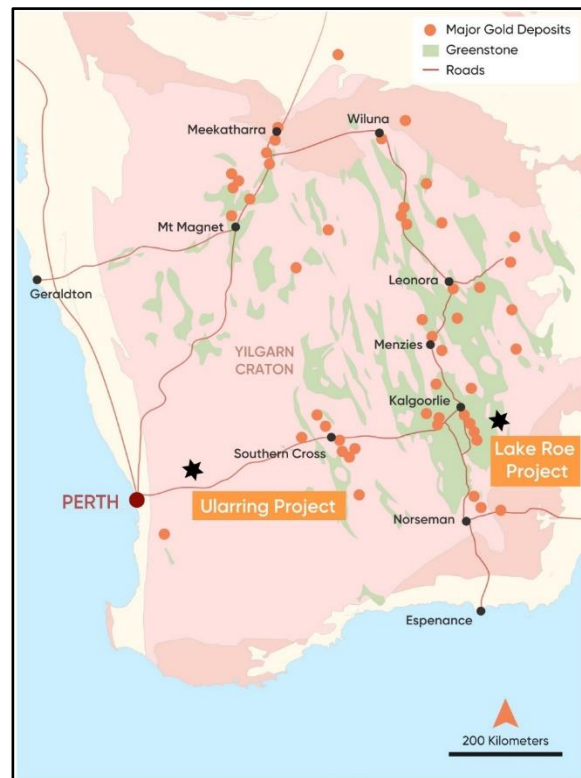 Major Gold Deposits
Greenstone
Roads
Meekatharra
Wiluna
Mt Magnet
Geraldton
Leonora
Menzies
YILGARN
CRATON
Kalgoorlie
Southern Cross
Lake Roe
Project
PERTH
Ularring Project
Norseman
Espenance
200 Kilometers